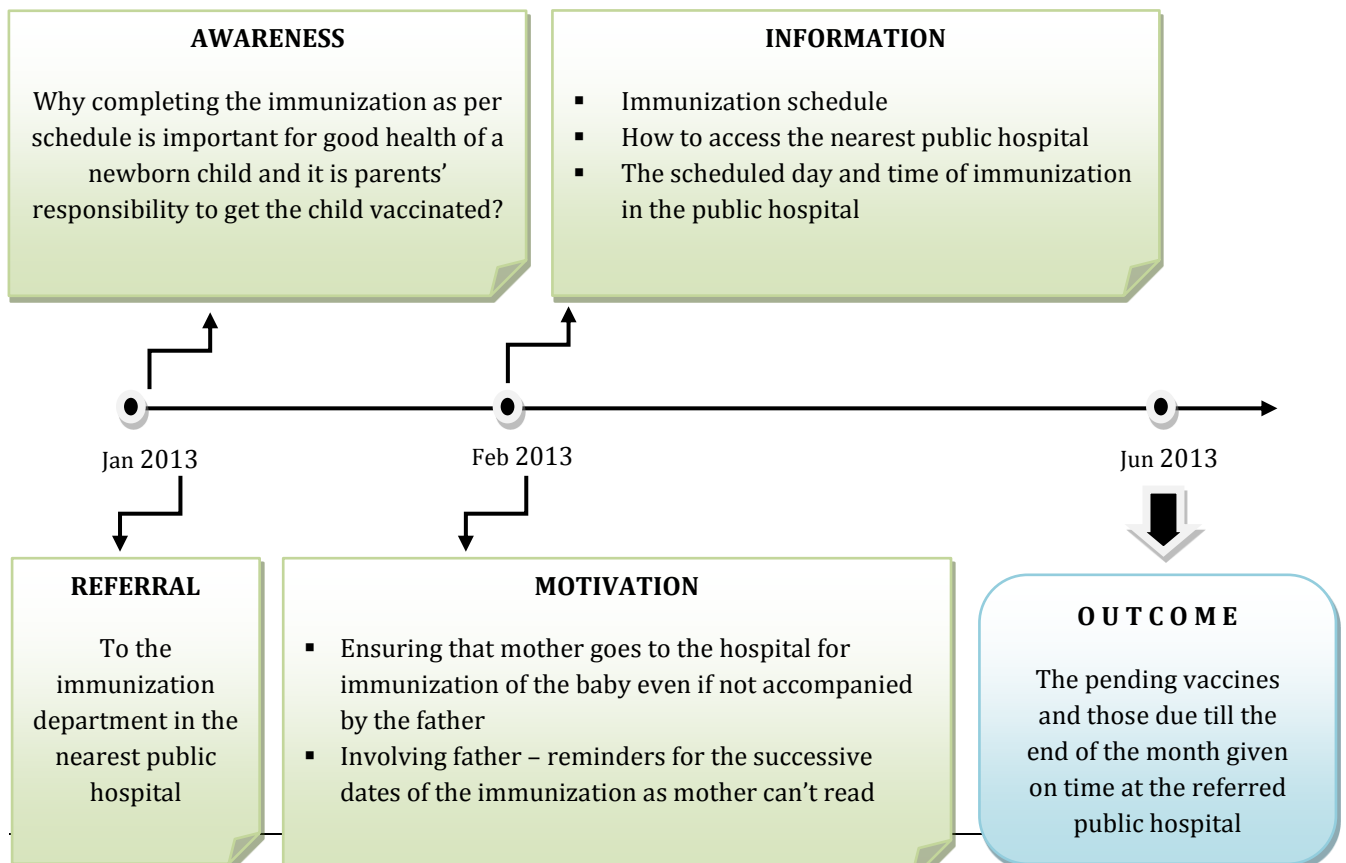 AWARENESS
Why completing the immunization as per
schedule is important for good health of a
newborn child and it is parents’
responsibility to get the child vaccinated?
INFORMATION
▪ Immunization schedule
▪ How to access the nearest public hospital
▪ The scheduled day and time of immunization
in the public hospital
Jan 2013
Feb 2013
Jun 2013
REFERRAL
To the
immunization
department in the
nearest public
hospital
MOTIVATION
▪ Ensuring that mother goes to the hospital for
immunization of the baby even if not accompanied
by the father
▪ Involving father – reminders for the successive
dates of the immunization as mother can’t read
O U T C O M E
The pending vaccines
and those due till the
end of the month given
on time at the referred
public hospital